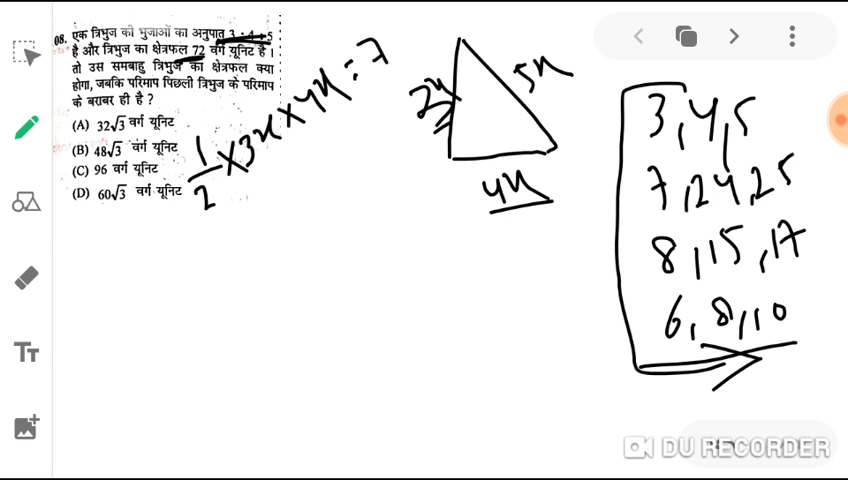 08. एक त्रिभुज की भुजाओं का अनुपात 3 : 4 : 5
है और त्रिभुज का क्षेत्रफल 72 वर्ग यूनिट है।
तो उस समबाहु त्रिभुज का क्षेत्रफल क्या
होगा, जबकि परिमाप पिछली त्रिभुज के परिमाप
के बराबर ही है ?
(A) 32√3 वर्ग यूनिट
(B) 48√3 वर्ग यूनिट
(C) 96 वर्ग यूनिट
(D) 60√3 वर्ग यूनिट
1/2 × 3x × 4x = 7
5x
4x
3, 4, 5
7, 24, 25
8, 15, 17
6, 8, 10
TT
DU RECORDER